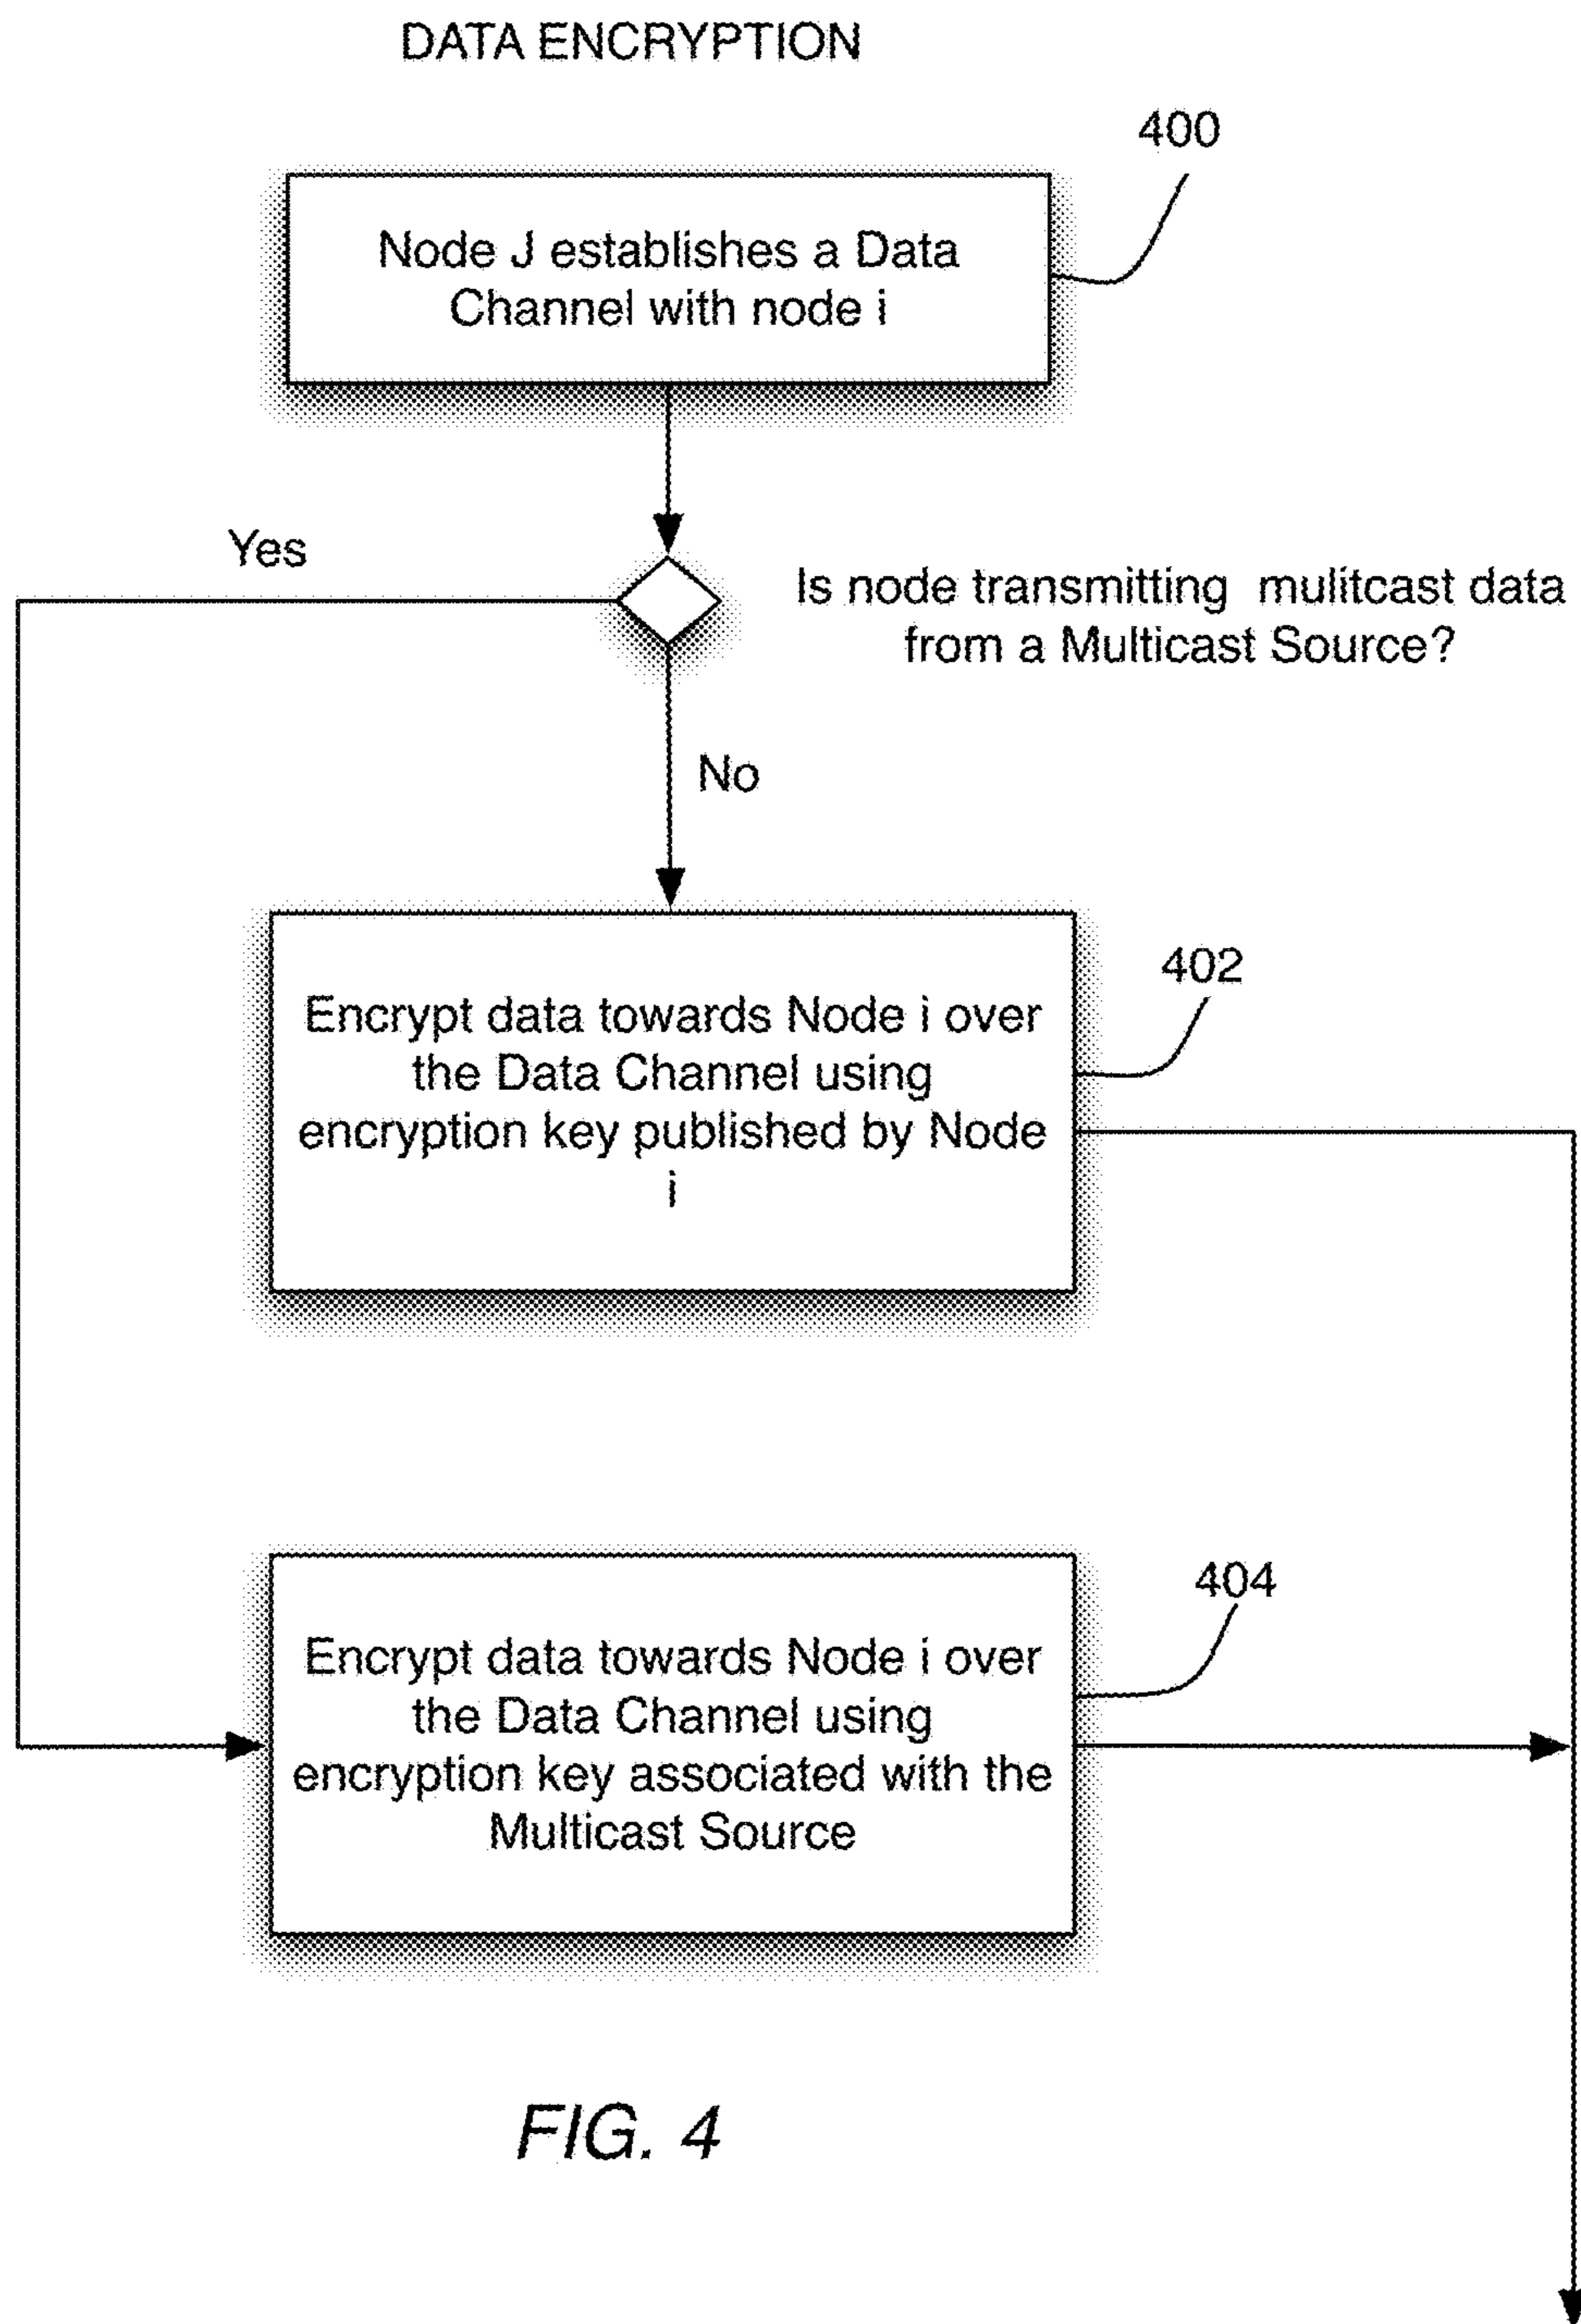 DATA ENCRYPTION
400
Node J establishes a Data
Channel with node i
Yes
Is node transmitting mulitcast data
from a Multicast Source?
No
402
Encrypt data towards Node i over
the Data Channel using
encryption key published by Node
i
404
Encrypt data towards Node i over
the Data Channel using
encryption key associated with the
Multicast Source
FIG. 4